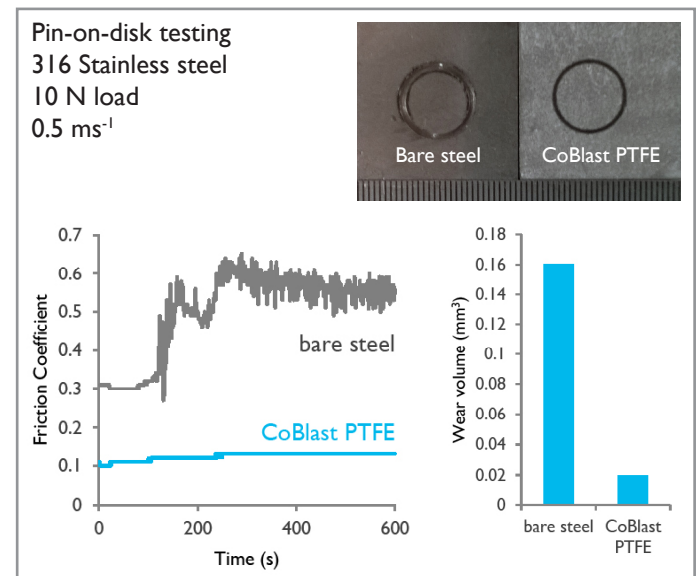 Pin-on-disk testing
316 Stainless steel
10 N load
0.5 ms⁻¹
Bare steel
CoBlast PTFE
0.7
0.6
0.5
0.4
0.3
0.2
0.1
0
Friction Coefficient
bare steel
CoBlast PTFE
0
200
400
600
Time (s)
0.18
0.16
0.14
0.12
0.1
0.08
0.06
0.04
0.02
0
Wear volume (mm³)
bare steel
CoBlast
PTFE